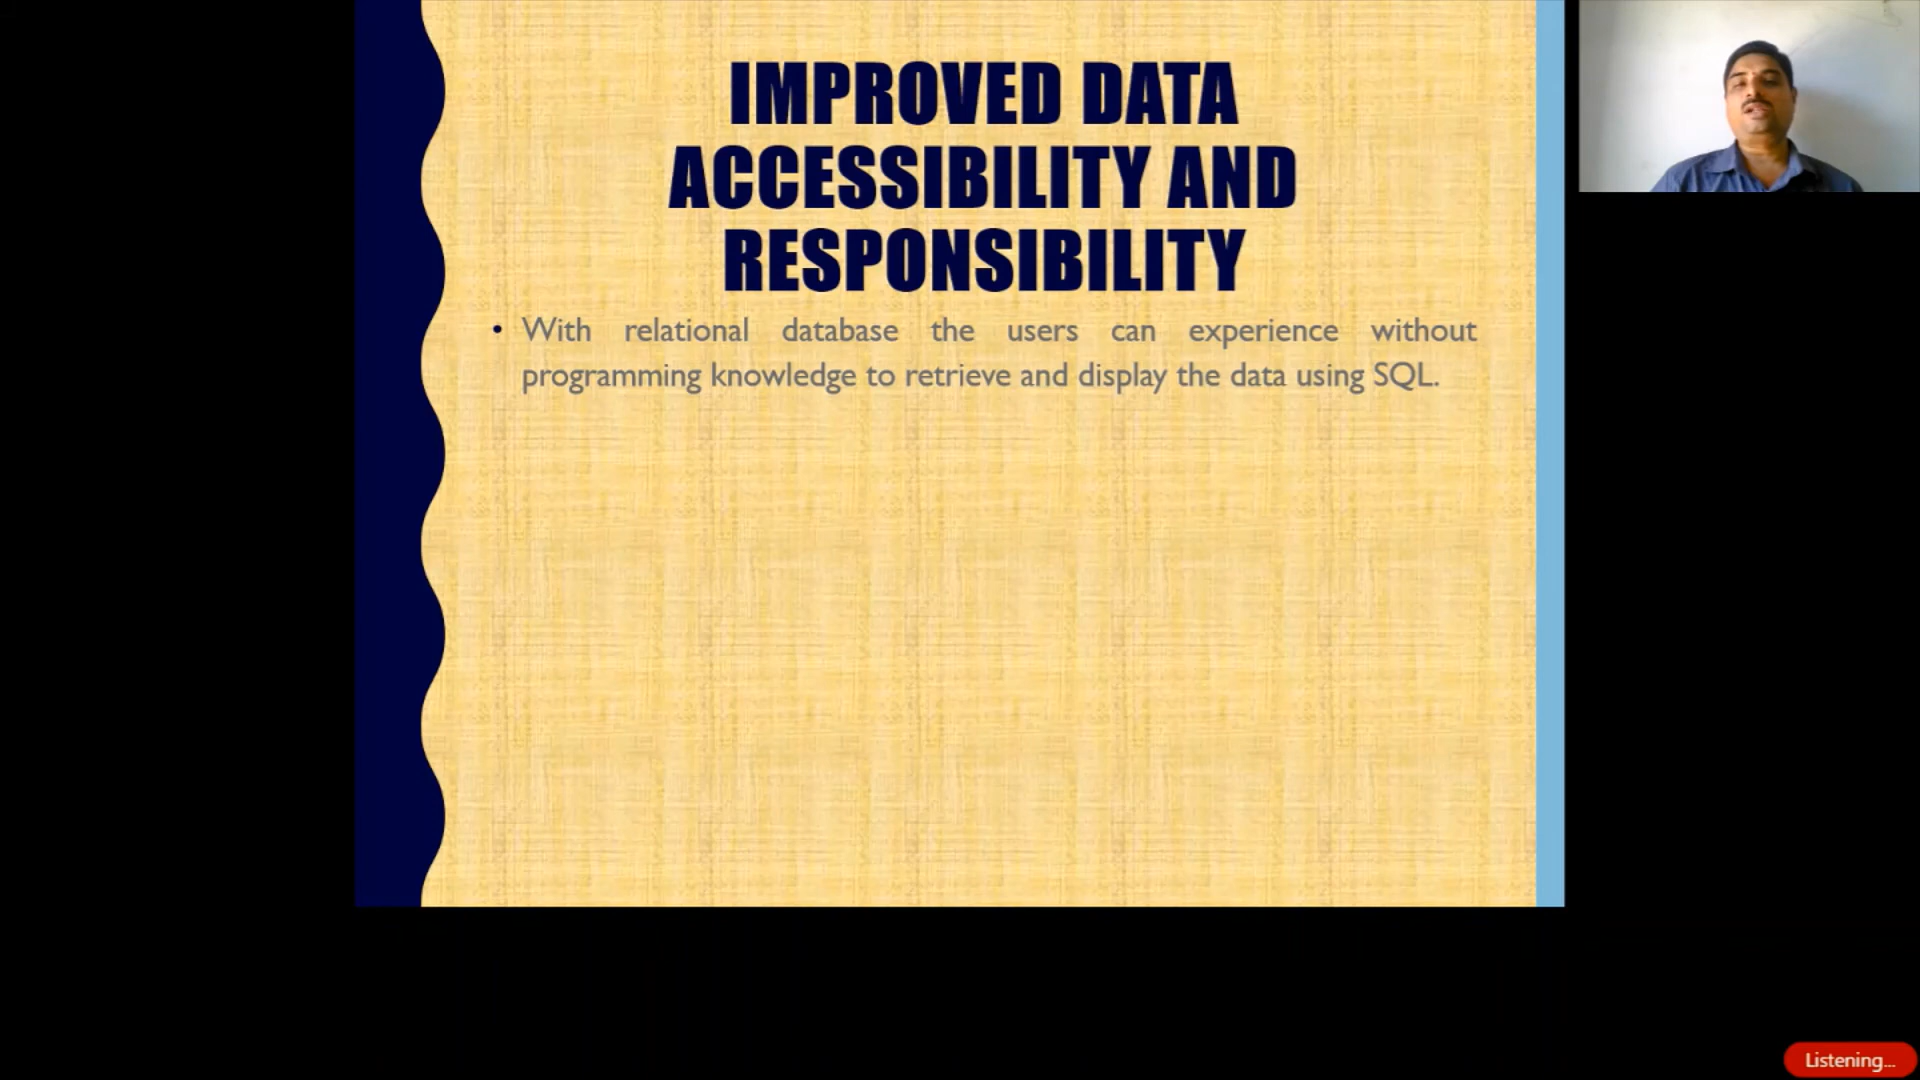 IMPROVED DATA
ACCESSIBILITY AND
RESPONSIBILITY
• With relational database the users can experience without
programming knowledge to retrieve and display the data using SQL.
Listening...